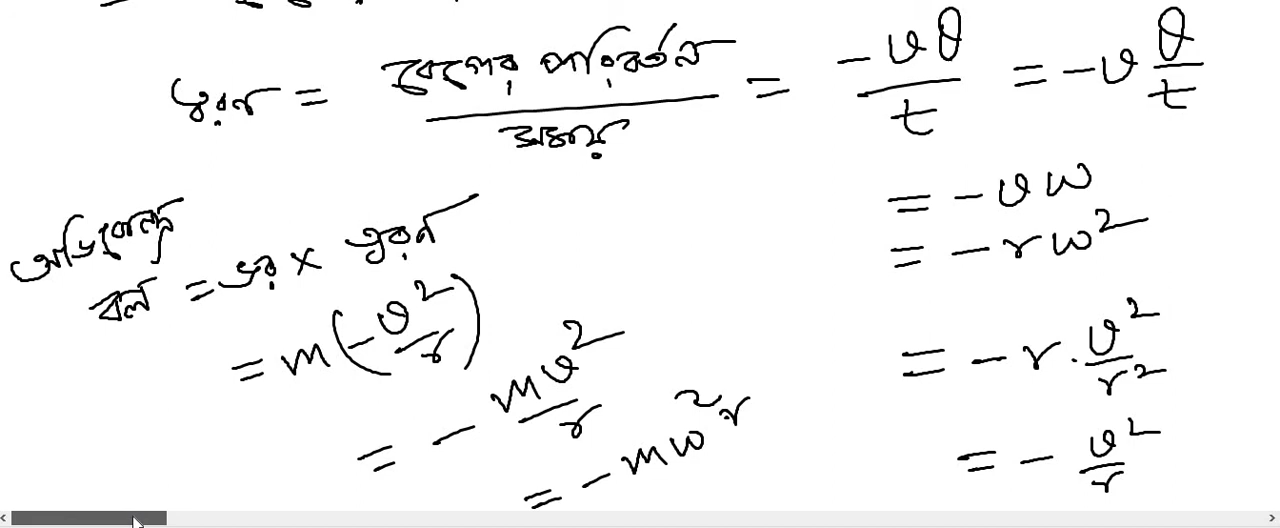 ত্বরণ = বেগের পরিবর্তন / সময় = -vθ / t = -v θ/t
= -vω
= -rω²
= -r . v²/r²
= -v²/r
অভিকেন্দ্র বল = ভর × ত্বরণ
= m(-v²/r)
= -mv²/r
= -mω²r